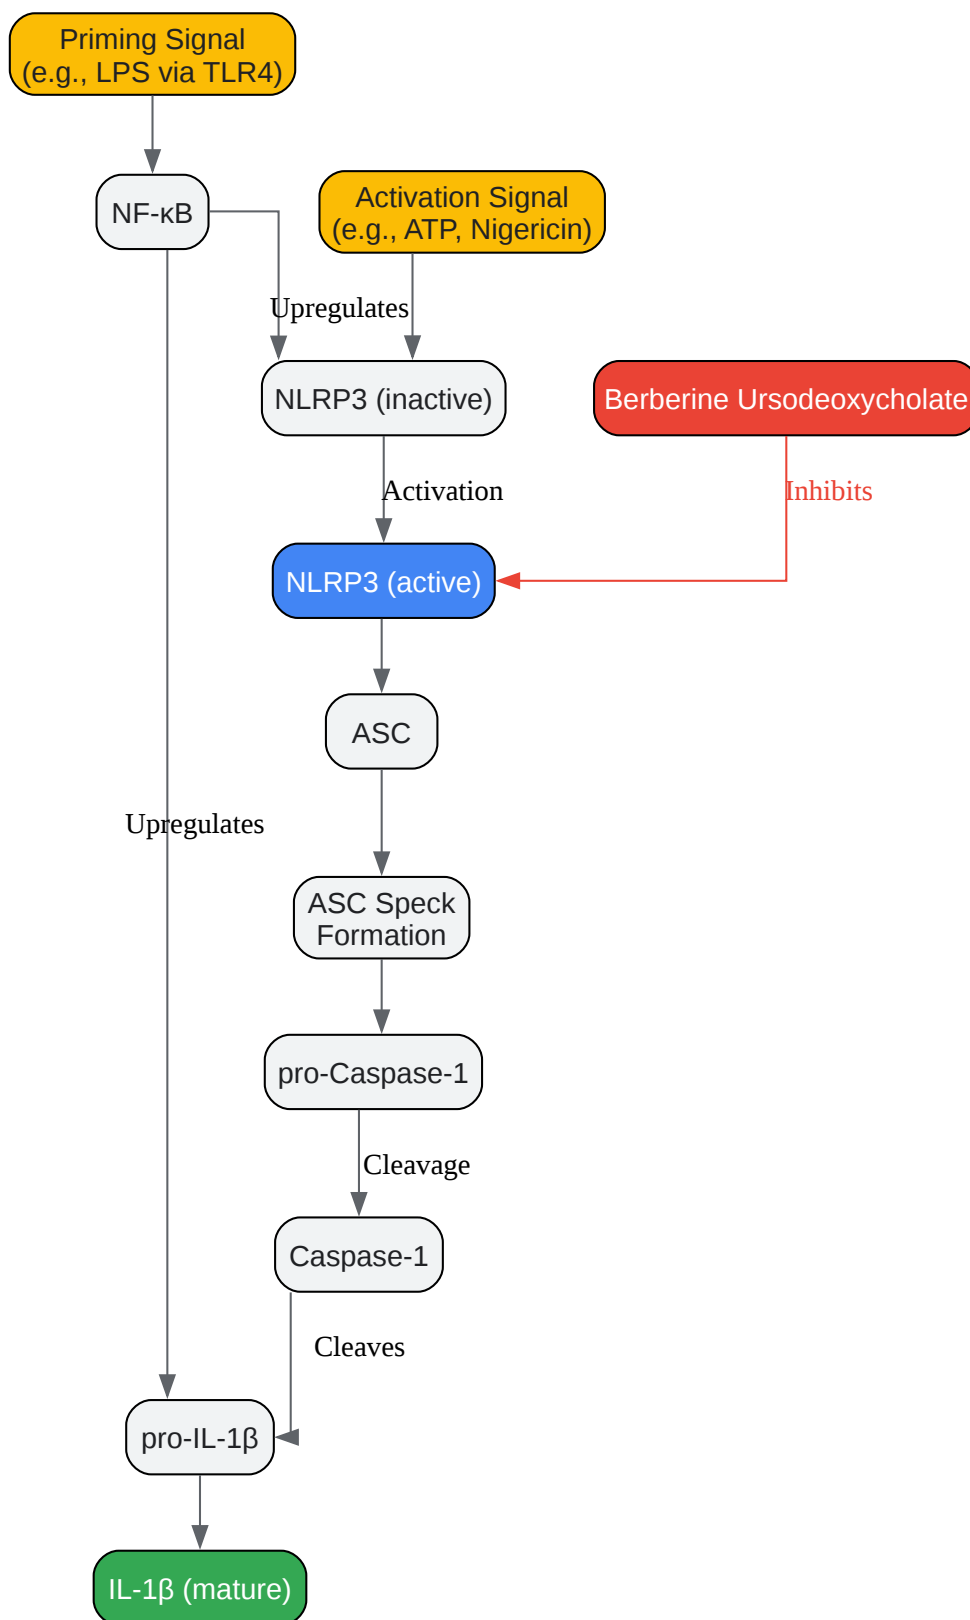 Priming Signal
(e.g., LPS via TLR4)
NF-κB
Activation Signal
(e.g., ATP, Nigericin)
Upregulates
NLRP3 (inactive)
Berberine Ursodeoxycholate
Activation
Inhibits
NLRP3 (active)
ASC
Upregulates
ASC Speck
Formation
pro-Caspase-1
Cleavage
Caspase-1
Cleaves
pro-IL-1β
IL-1β (mature)